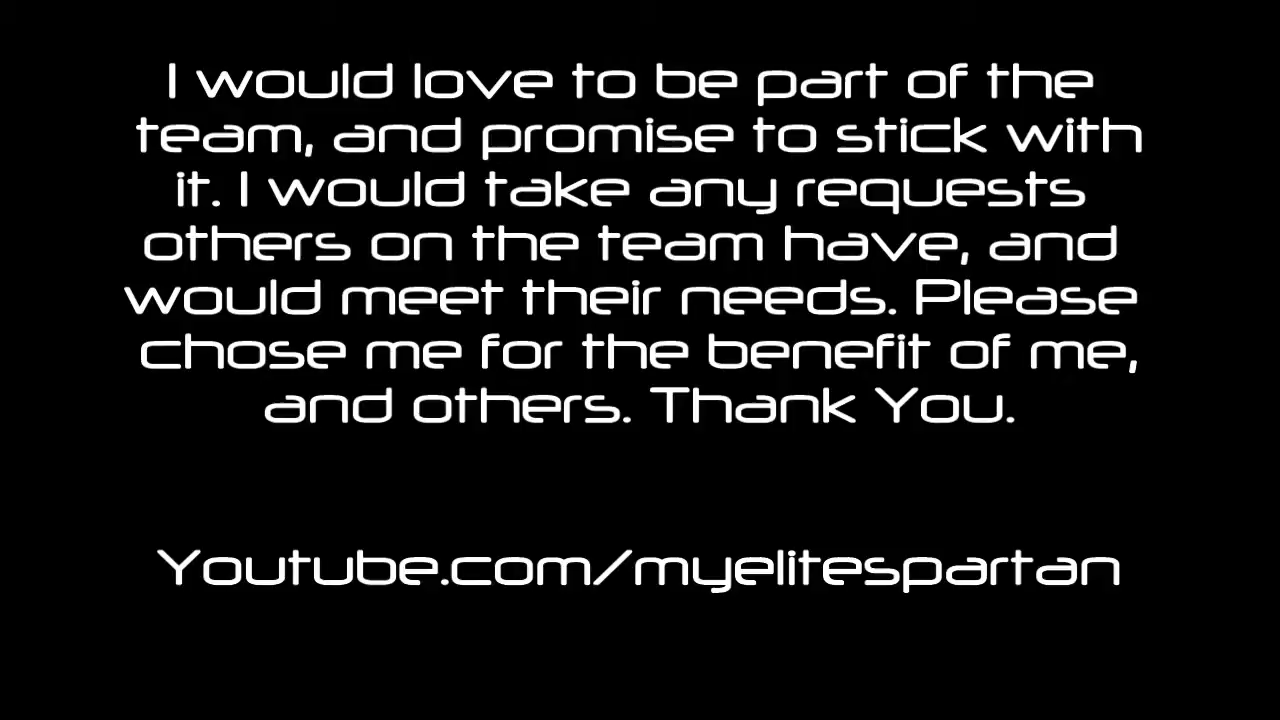 I would love to be part of the
team, and promise to stick with
it. I would take any requests
others on the team have, and
would meet their needs. Please
chose me for the benefit of me,
and others. Thank You.
Youtube.com/myelitespartan